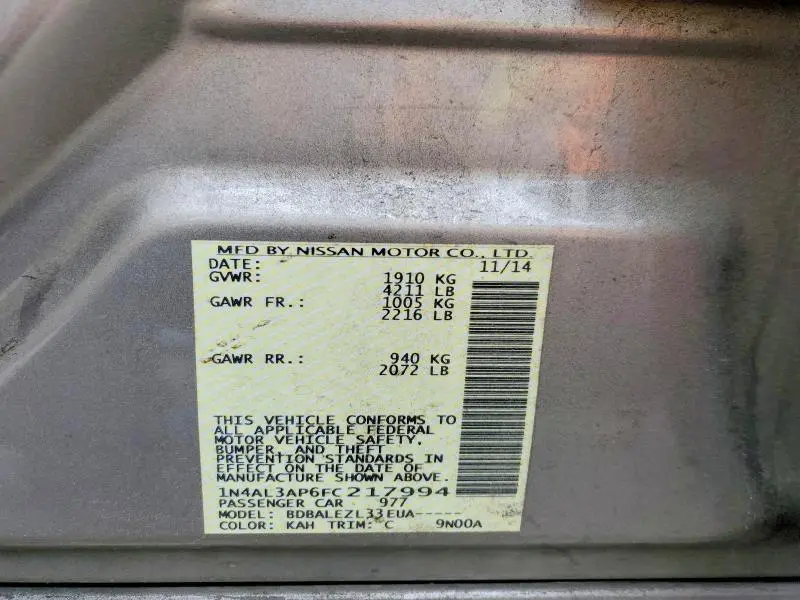 MFD BY NISSAN MOTOR CO., LTD.
DATE: 11/14
GVWR: 1910 KG
4211 LB
GAWR FR.: 1005 KG
2216 LB
GAWR RR.: 940 KG
2072 LB
THIS VEHICLE CONFORMS TO
ALL APPLICABLE FEDERAL
MOTOR VEHICLE SAFETY,
BUMPER, AND THEFT
PREVENTION STANDARDS IN
EFFECT ON THE DATE OF
MANUFACTURE SHOWN ABOVE.
1N4AL3AP6FC217994
PASSENGER CAR 977
MODEL: BDBALEZL33EUA-----
COLOR: KAH TRIM: C 9N00A